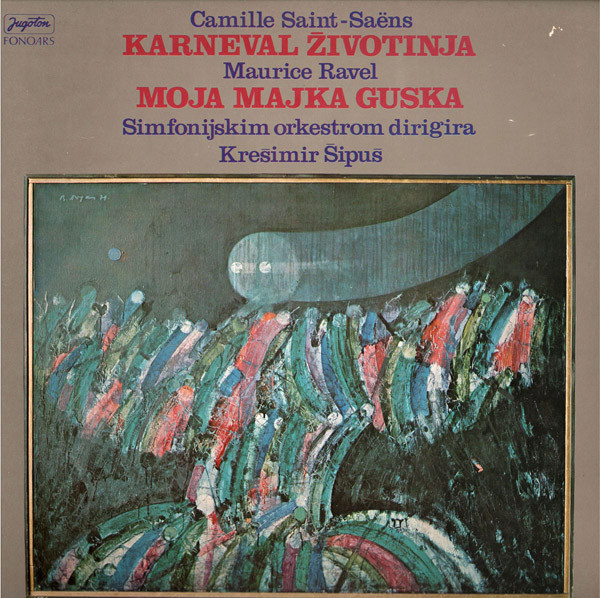 Jugoton
FONOARS
Camille Saint-Saëns
KARNEVAL ŽIVOTINJA
Maurice Ravel
MOJA MAJKA GUSKA
Simfonijskim orkestrom dirigira
Krešimir Šipuš